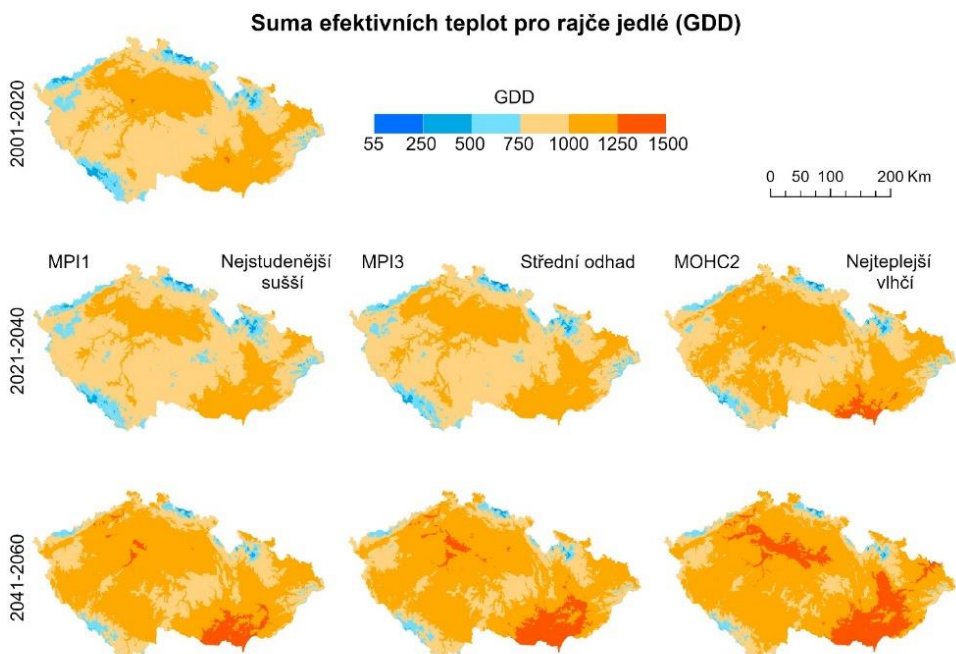 Suma efektivních teplot pro rajče jedlé (GDD)
2001-2020
GDD
55 250 500 750 1000 1250 1500
0 50 100 200 Km
2021-2040
MPI1
Nejstudenější
sušší
MPI3
Střední odhad
MOHC2
Nejteplejší
vlhčí
2041-2060